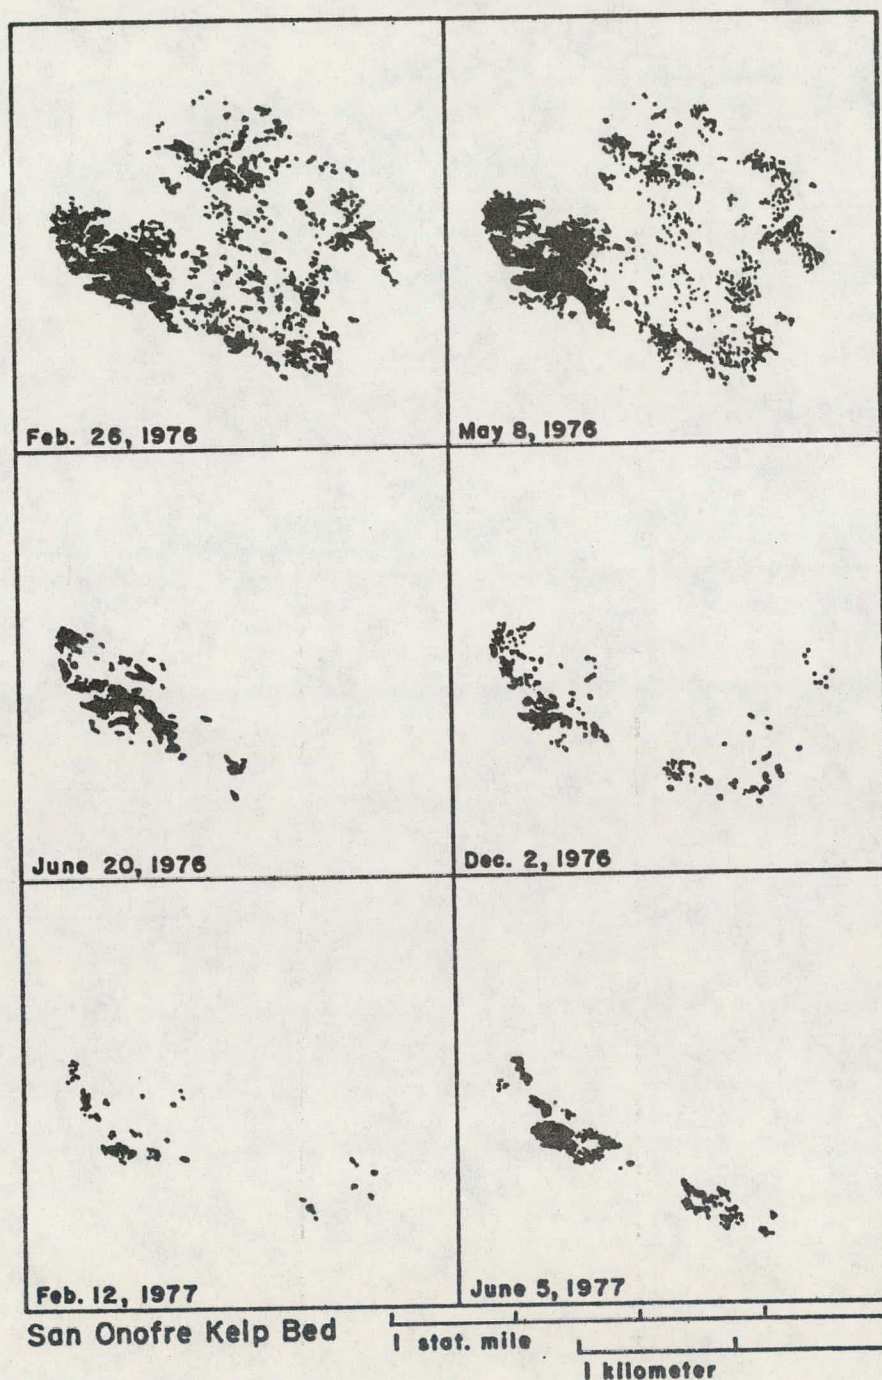 Feb. 26, 1976
May 8, 1976
June 20, 1976
Dec. 2, 1976
Feb. 12, 1977
June 5, 1977
San Onofre Kelp Bed
1 stat. mile
1 kilometer